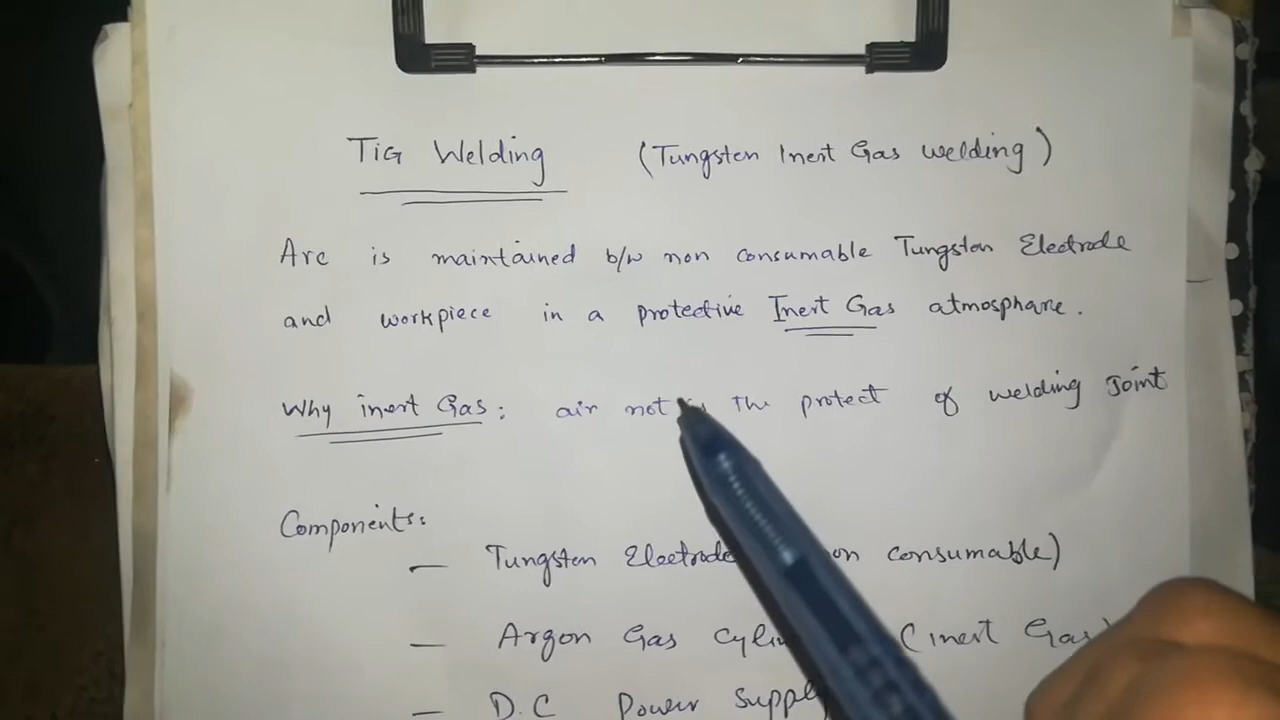 TiG Welding (Tungsten Inert Gas welding)
Arc is maintained b/w non consumable Tungsten Electrode
and workpiece in a protective Inert Gas atmosphare.
Why inert Gas: air not the protect of welding Joint
Components:
— Tungsten Electrode on consumable)
— Argon Gas (inert Gas)
— D.C Power Supply